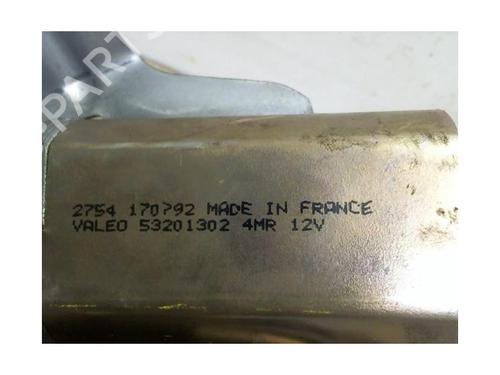 2754 170792 MADE IN FRANCE
VALEO 53201302 4MR 12V